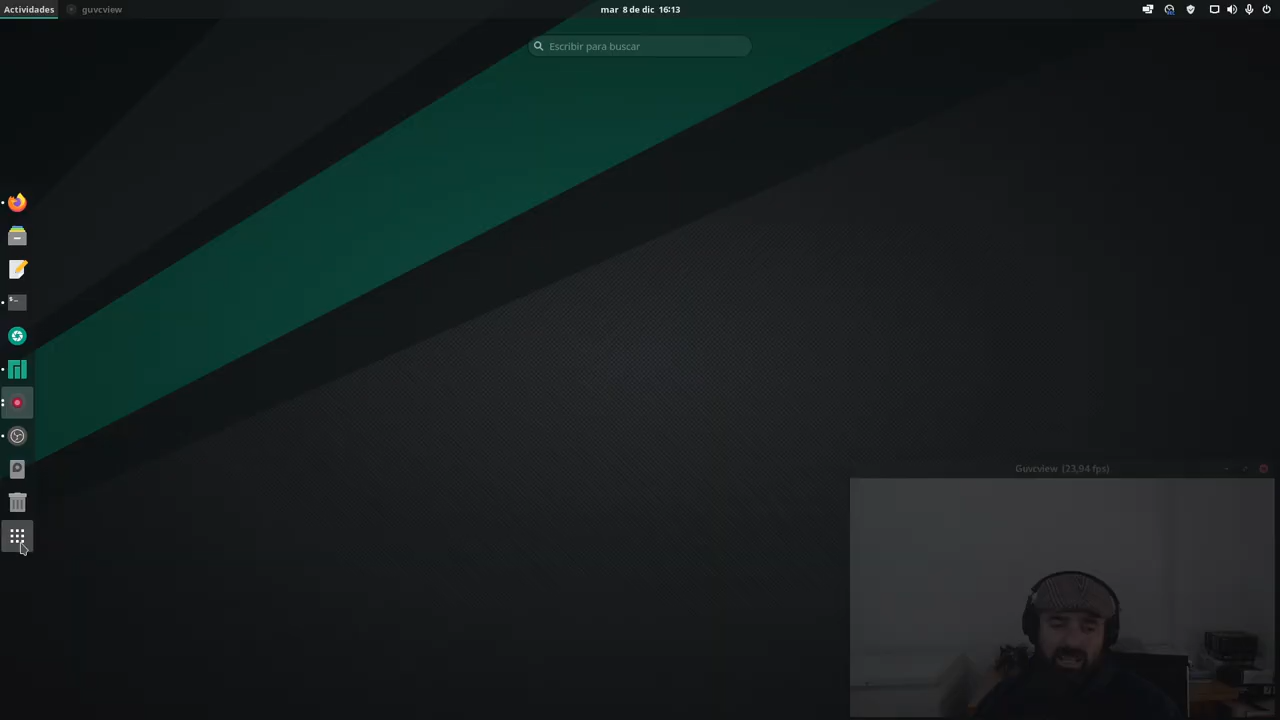 Actividades
guvcview
mar 8 de dic 16:13
Escribir para buscar
Guvcview (23,94 fps)